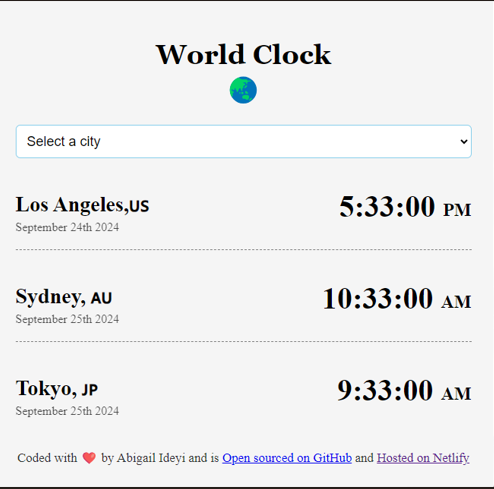 World Clock
Select a city
Los Angeles,US
5:33:00 PM
September 24th 2024
Sydney, AU
10:33:00 AM
September 25th 2024
Tokyo, JP
9:33:00 AM
September 25th 2024
Coded with ❤️ by Abigail Ideyi and is Open sourced on GitHub and Hosted on Netlify